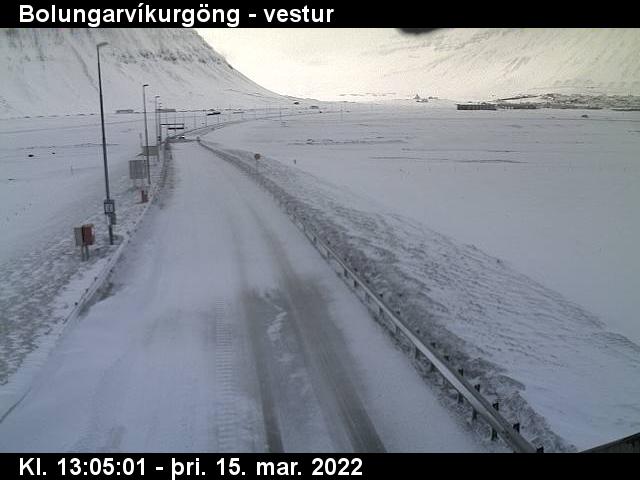 Bolungarvíkurgöng - vestur
Kl. 13:05:01 - þri. 15. mar. 2022